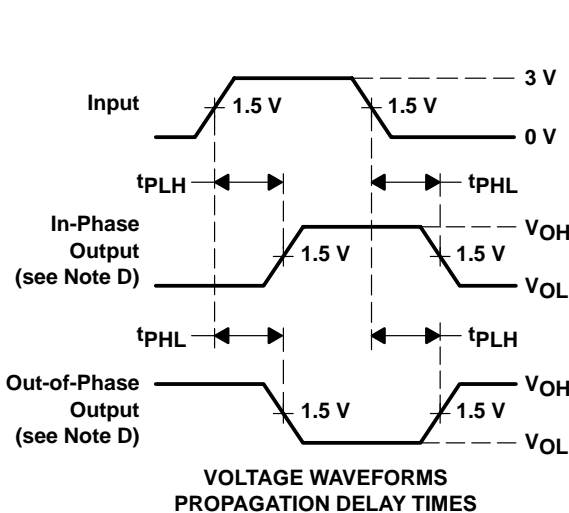 3 V
Input
1.5 V
1.5 V
0 V
tPLH
tPHL
In-Phase
Output
(see Note D)
VOH
1.5 V
1.5 V
VOL
tPHL
tPLH
Out-of-Phase
Output
(see Note D)
VOH
1.5 V
1.5 V
VOL
VOLTAGE WAVEFORMS
PROPAGATION DELAY TIMES